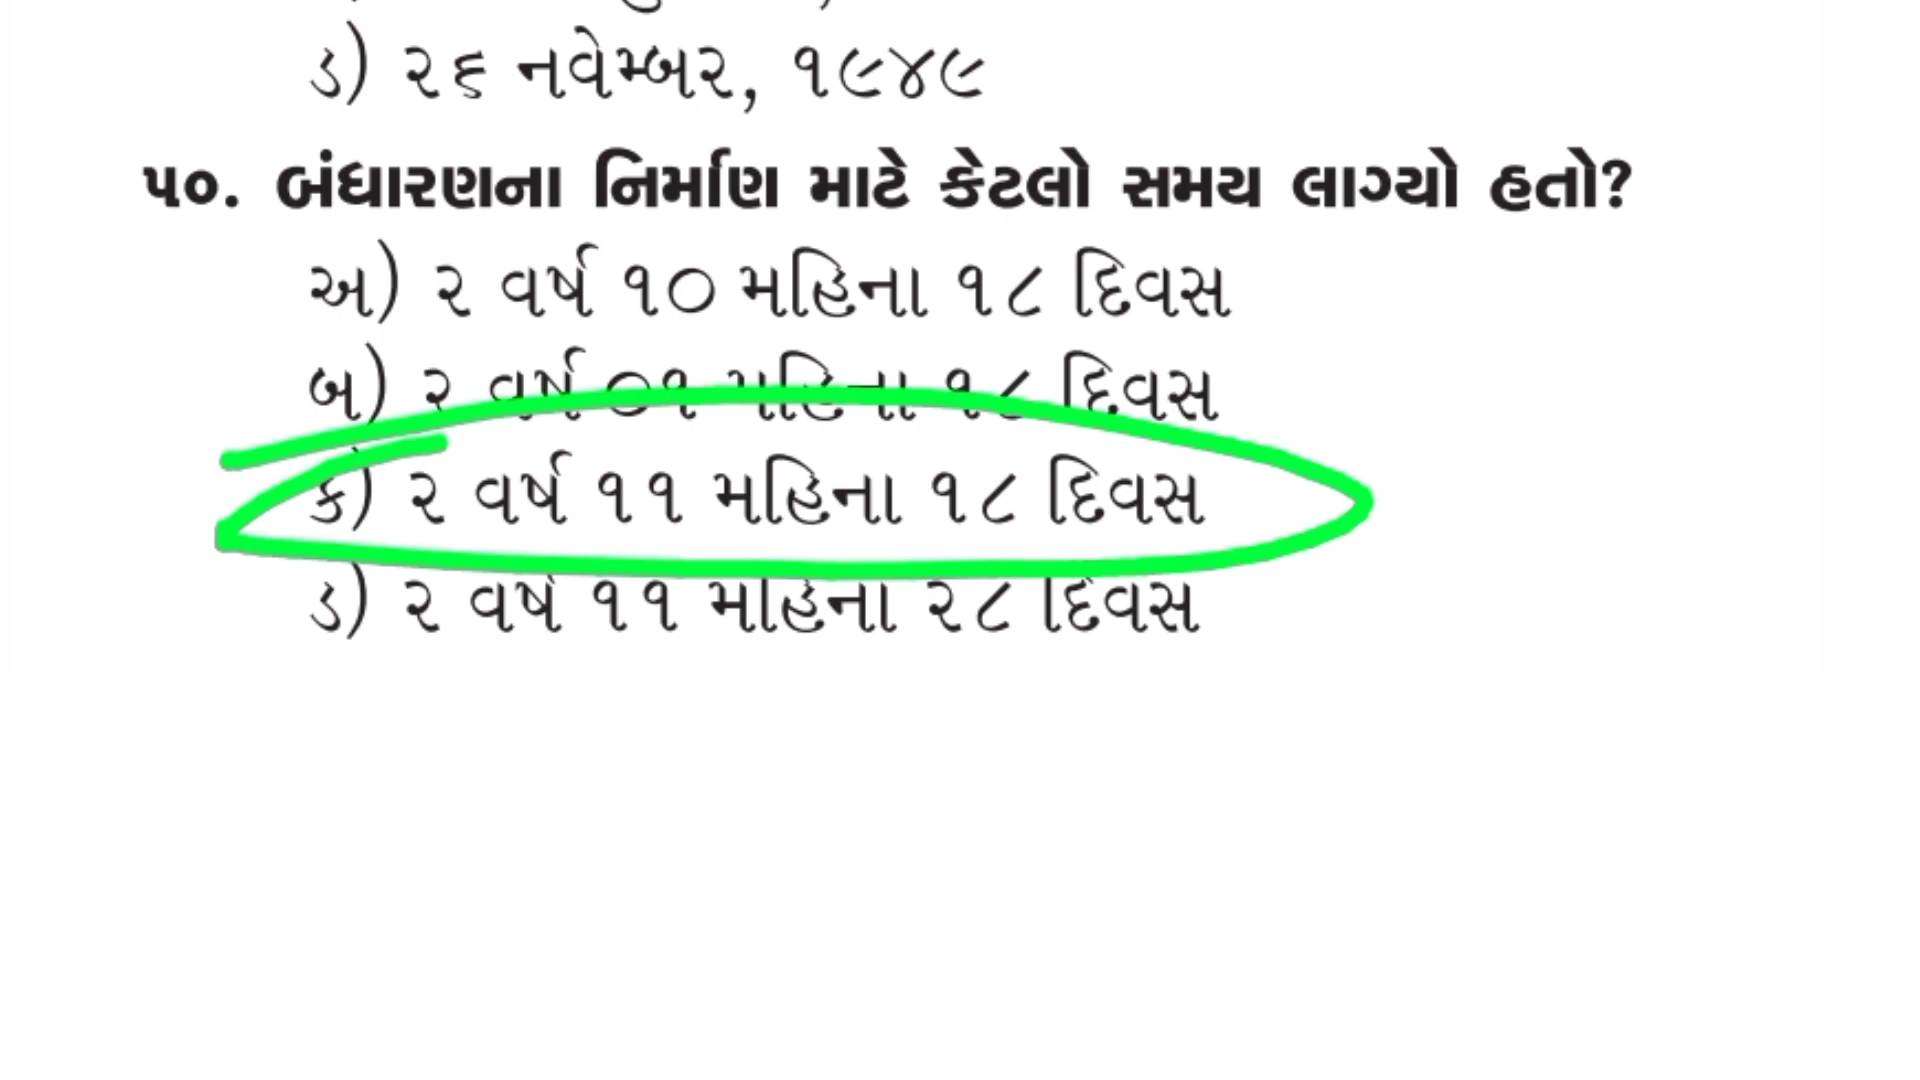 ડ) ૨૬ નવેમ્બર, ૧૯૪૯
૫૦. બંધારણના નિર્માણ માટે કેટલો સમય લાગ્યો હતો?
અ) ૨ વર્ષ ૧૦ મહિના ૧૮ દિવસ
બ) ૨ વર્ષ ૦૧ મહિના ૧૮ દિવસ
ક) ૨ વર્ષ ૧૧ મહિના ૧૮ દિવસ
ડ) ૨ વર્ષ ૧૧ મહિના ૨૮ દિવસ